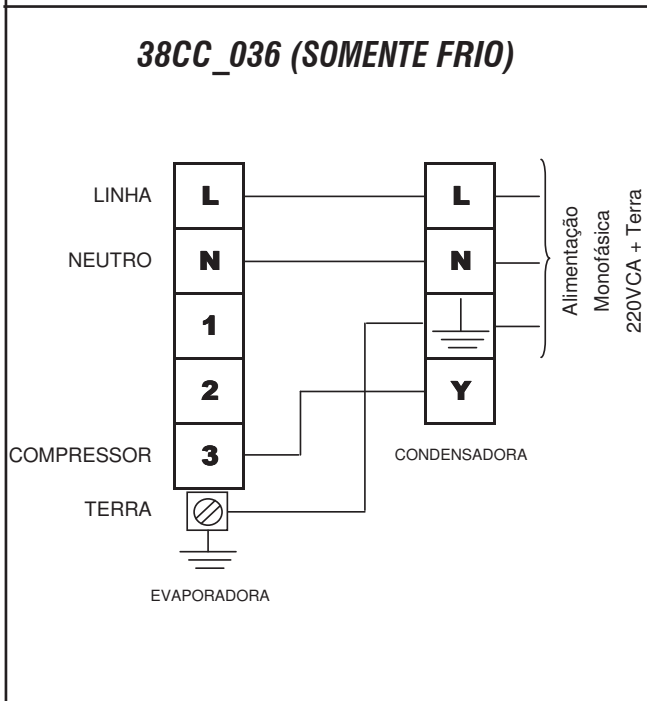 38CC_036 (SOMENTE FRIO)
LINHA
L
L
NEUTRO
N
N
1
2
Y
COMPRESSOR
3
CONDENSADORA
TERRA
EVAPORADORA
Alimentação
Monofásica
220VCA + Terra